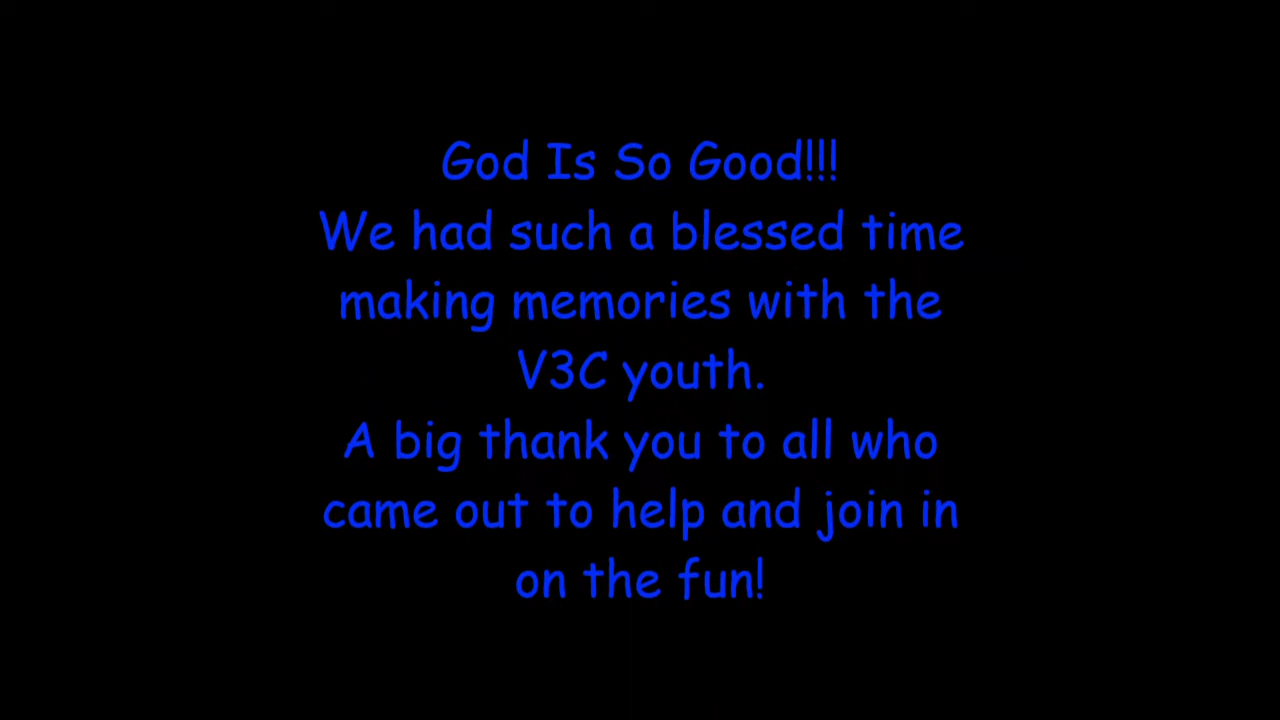 God Is So Good!!!
We had such a blessed time
making memories with the
V3C youth.
A big thank you to all who
came out to help and join in
on the fun!